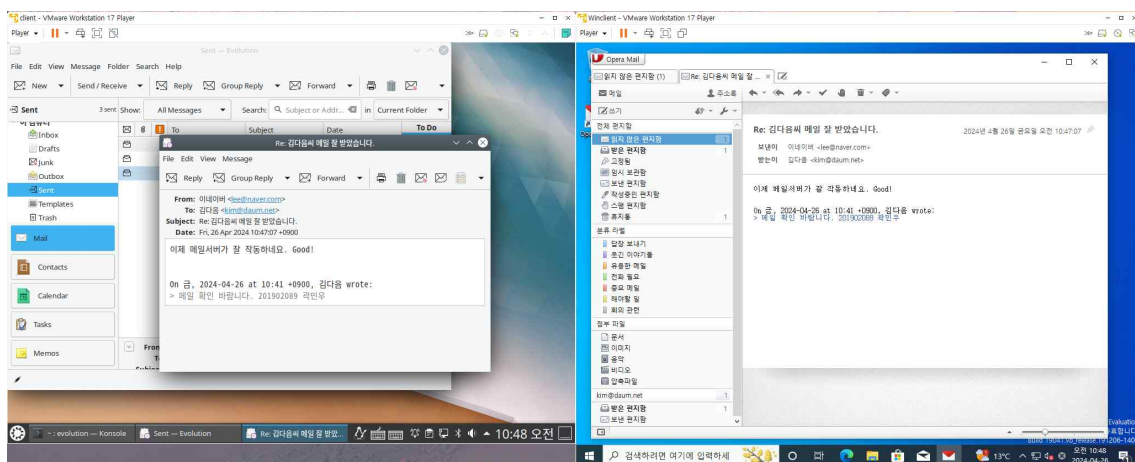 client - VMware Workstation 17 Player
Player
Sent — Evolution
File Edit View Message Folder Search Help
New Send / Receive Reply Group Reply Forward
Sent 3 sent Show: All Messages Search: Subject or Addr... in Current Folder
Inbox
Drafts
Junk
Outbox
Sent
Templates
Trash
Mail
Contacts
Calendar
Tasks
Memos
To Subject Date To Do
Re: 김다음씨 메일 잘 받았습니다.
File Edit View Message
Reply Group Reply Forward
From: 이네이버 <lee@naver.com>
To: 김다음 <kim@daum.net>
Subject: Re: 김다음씨 메일 잘 받았습니다.
Date: Fri, 26 Apr 2024 10:47:07 +0900
이제 메일서버가 잘 작동하네요. Good!
On 금, 2024-04-26 at 10:41 +0900, 김다음 wrote:
> 메일 확인 바랍니다. 201902089 곽민우
~ : evolution — Konsole
Sent — Evolution
Re: 김다음씨 메일 잘 받았...
10:48 오전
Winclient - VMware Workstation 17 Player
Player
Opera Mail
읽지 않은 편지함 (1)
Re: 김다음씨 메일 잘 ...
메일 주소록
쓰기
전체 편지함
읽지 않은 편지함 1
받은 편지함 1
고정됨
임시 보관함
보낸 편지함
작성중인 편지함
스팸 편지함
휴지통 1
분류 라벨
답장 보내기
웃긴 이야기들
유용한 메일
전화 필요
중요 메일
해야할 일
회의 관련
첨부 파일
문서
이미지
음악
비디오
압축파일
kim@daum.net 1
받은 편지함 1
보낸 편지함
Re: 김다음씨 메일 잘 받았습니다.
2024년 4월 26일 금요일 오전 10:47:07
보낸이 이네이버 <lee@naver.com>
받는이 김다음 <kim@daum.net>
이제 메일서버가 잘 작동하네요. Good!
On 금, 2024-04-26 at 10:41 +0900, 김다음 wrote:
> 메일 확인 바랍니다. 201902089 곽민우
검색하려면 여기에 입력하세
13°C
오전 10:48
2024-04-26